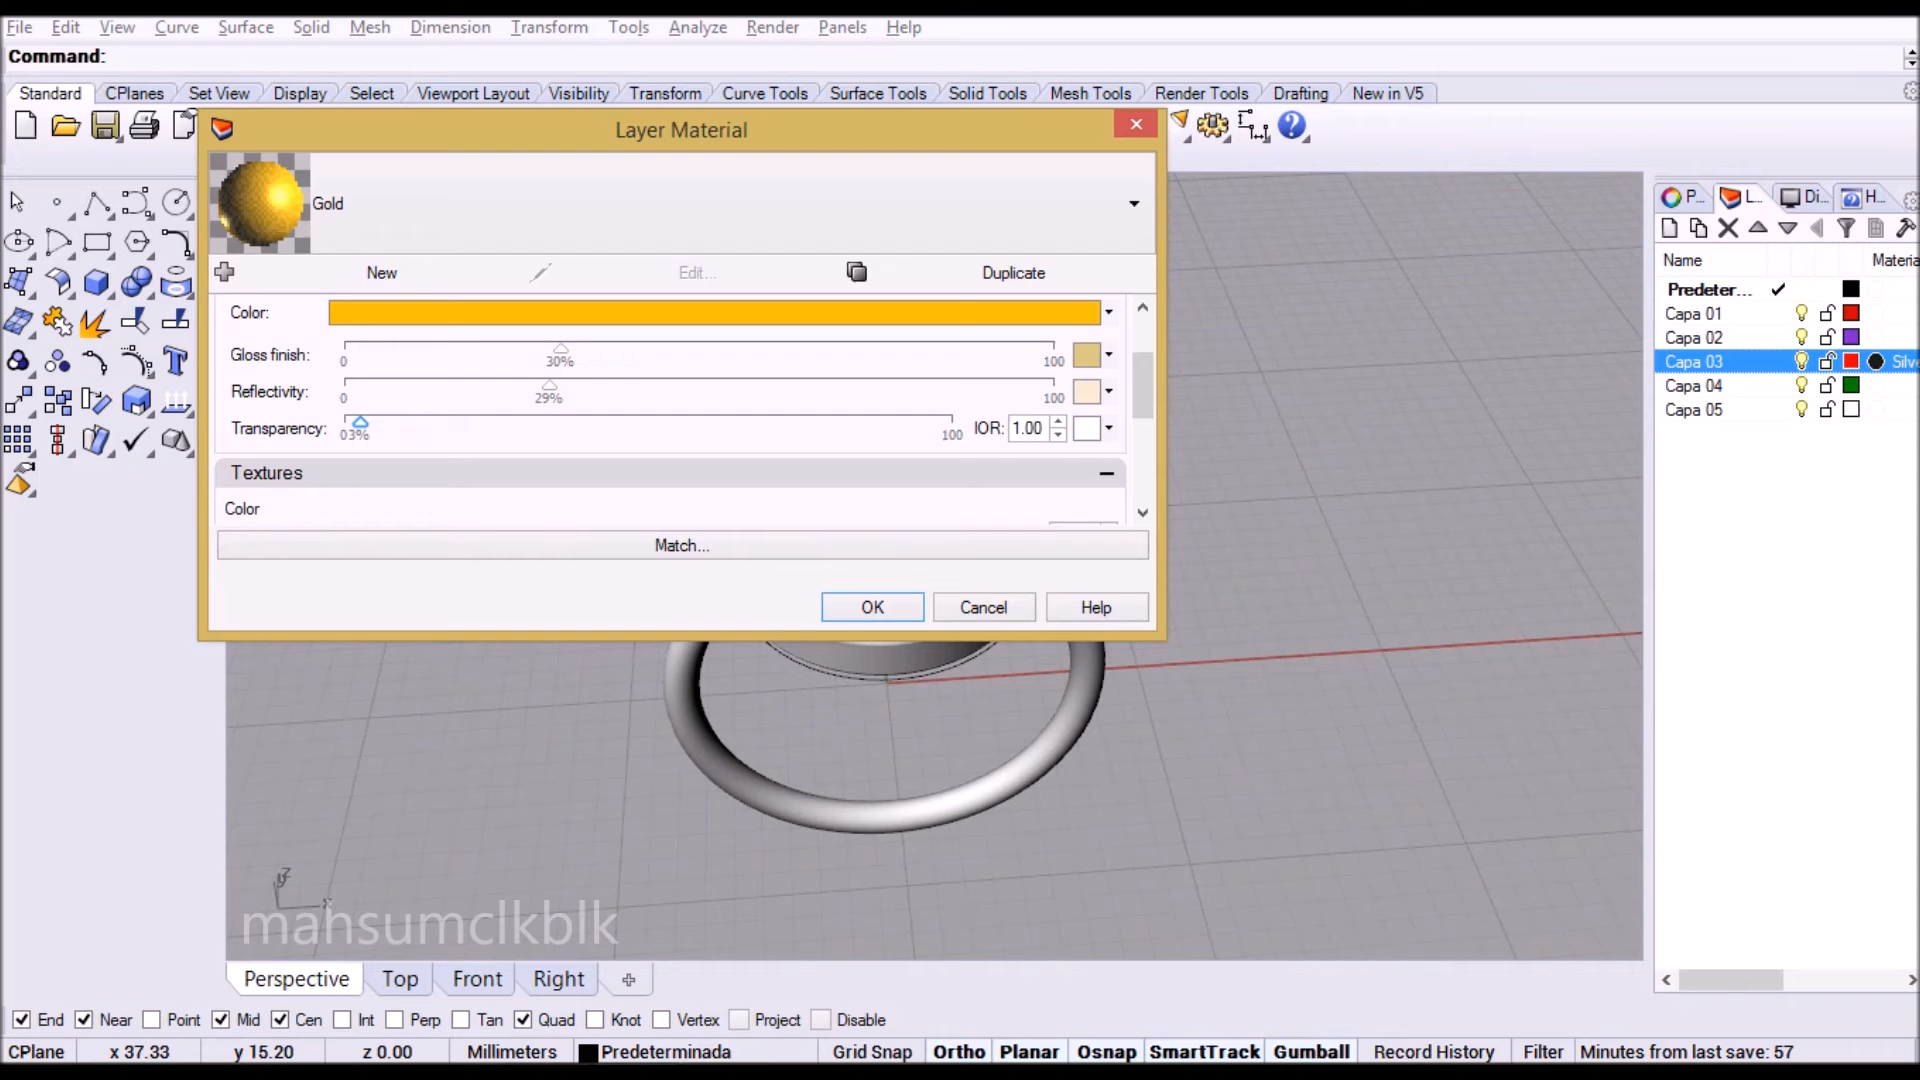 File Edit View Curve Surface Solid Mesh Dimension Transform Tools Analyze Render Panels Help
Command:
Standard CPlanes Set View Display Select Viewport Layout Visibility Transform Curve Tools Surface Tools Solid Tools Mesh Tools Render Tools Drafting New in V5
Layer Material
Gold
New Edit... Duplicate
Color:
Gloss finish: 0 30% 100
Reflectivity: 0 29% 100
Transparency: 0 3% 100 IOR: 1.00
Textures
Color
Match...
OK Cancel Help
P... L... Di... H...
Name Materia
Predeter...
Capa 01
Capa 02
Capa 03 Silve
Capa 04
Capa 05
z
y
x
mahsumclkblk
Perspective Top Front Right
End Near Point Mid Cen Int Perp Tan Quad Knot Vertex Project Disable
CPlane x 37.33 y 15.20 z 0.00 Millimeters Predeterminada Grid Snap Ortho Planar Osnap SmartTrack Gumball Record History Filter Minutes from last save: 57